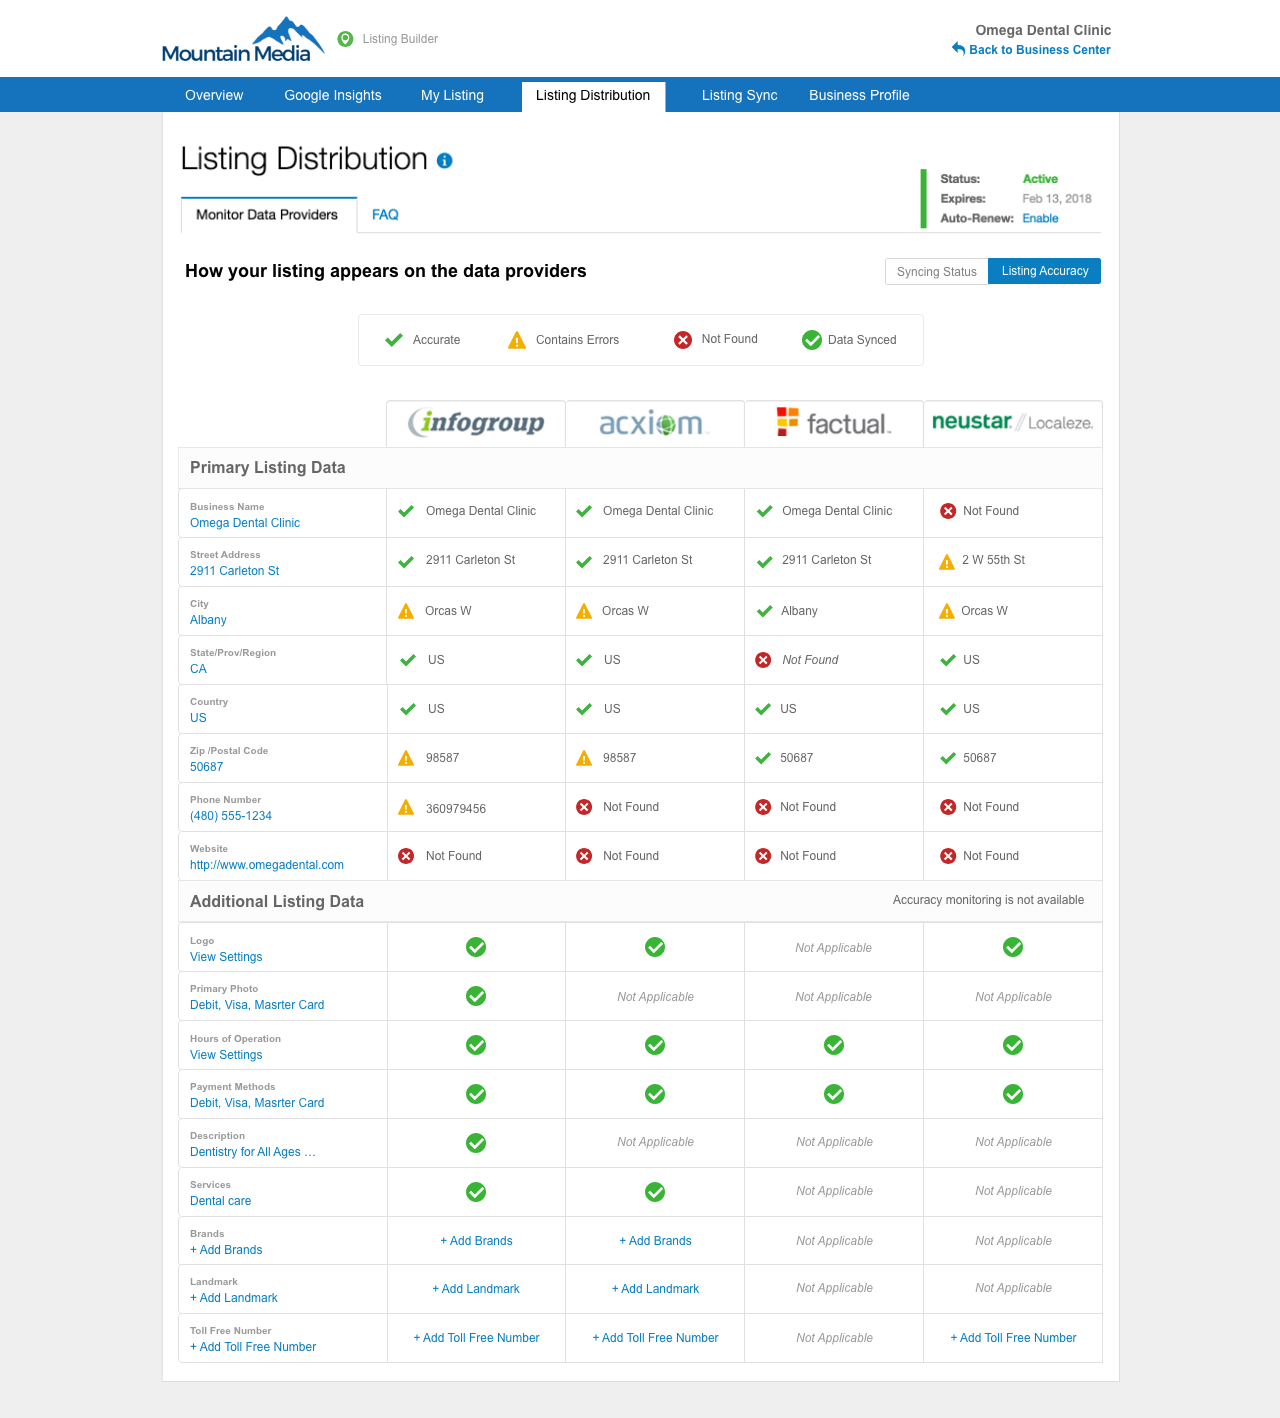 Mountain Media
Listing Builder
Omega Dental Clinic
Back to Business Center
Overview Google Insights My Listing Listing Distribution Listing Sync Business Profile
Listing Distribution
Status: Active
Expires: Feb 13, 2018
Auto-Renew: Enable
Monitor Data Providers FAQ
How your listing appears on the data providers
Syncing Status Listing Accuracy
Accurate Contains Errors Not Found Data Synced
infogroup acxiom factual. neustar. // Localeze.
Primary Listing Data
Business Name
Omega Dental Clinic Omega Dental Clinic Omega Dental Clinic Omega Dental Clinic Not Found
Street Address
2911 Carleton St 2911 Carleton St 2911 Carleton St 2911 Carleton St 2 W 55th St
City
Albany Orcas W Orcas W Albany Orcas W
State/Prov/Region
CA US US Not Found US
Country
US US US US US
Zip /Postal Code
50687 98587 98587 50687 50687
Phone Number
(480) 555-1234 360979456 Not Found Not Found Not Found
Website
http://www.omegadental.com Not Found Not Found Not Found Not Found
Additional Listing Data Accuracy monitoring is not available
Logo
View Settings Not Applicable
Primary Photo
Debit, Visa, Masrter Card Not Applicable Not Applicable Not Applicable
Hours of Operation
View Settings
Payment Methods
Debit, Visa, Masrter Card
Description
Dentistry for All Ages ... Not Applicable Not Applicable Not Applicable
Services
Dental care Not Applicable Not Applicable
Brands
+ Add Brands + Add Brands + Add Brands Not Applicable Not Applicable
Landmark
+ Add Landmark + Add Landmark + Add Landmark Not Applicable Not Applicable
Toll Free Number
+ Add Toll Free Number + Add Toll Free Number + Add Toll Free Number Not Applicable + Add Toll Free Number